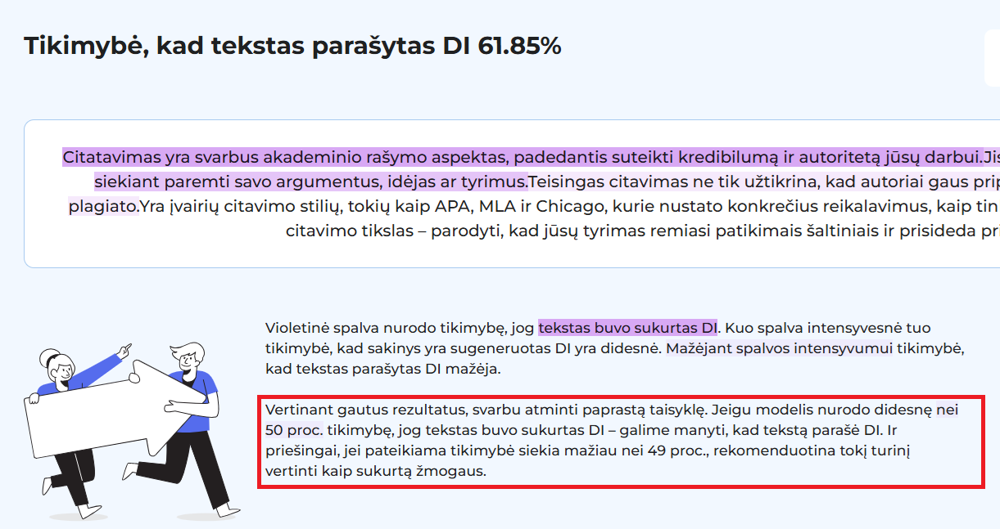 Tikimybė, kad tekstas parašytas DI 61.85%
Citatavimas yra svarbus akademinio rašymo aspektas, padedantis suteikti kredibilumą ir autoritetą jūsų darbui.
siekiant paremti savo argumentus, idėjas ar tyrimus.Teisingas citavimas ne tik užtikrina, kad autoriai gaus
plagiato.Yra įvairių citavimo stilių, tokių kaip APA, MLA ir Chicago, kurie nustato konkrečius reikalavimus, kaip
citavimo tikslas – parodyti, kad jūsų tyrimas remiasi patikimais šaltiniais ir prisideda
Violetinė spalva nurodo tikimybę, jog tekstas buvo sukurtas DI. Kuo spalva intensyvesnė tuo
tikimybė, kad sakinys yra sugeneruotas DI yra didesnė. Mažėjant spalvos intensyvumui tikimybė,
kad tekstas parašytas DI mažėja.
Vertinant gautus rezultatus, svarbu atminti paprastą taisyklę. Jeigu modelis nurodo didesnę nei
50 proc. tikimybę, jog tekstas buvo sukurtas DI – galime manyti, kad tekstą parašė DI. Ir
priešingai, jei pateikiama tikimybė siekia mažiau nei 49 proc., rekomenduotina tokį turinį
vertinti kaip sukurtą žmogaus.